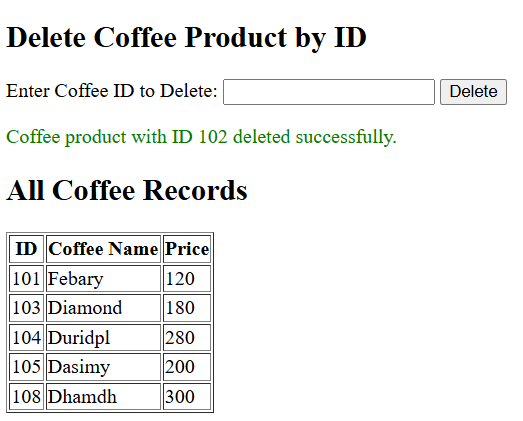 Delete Coffee Product by ID
Enter Coffee ID to Delete: Delete
Coffee product with ID 102 deleted successfully.
All Coffee Records
ID Coffee Name Price
101 Febary 120
103 Diamond 180
104 Duridpl 280
105 Dasimy 200
108 Dhamdh 300